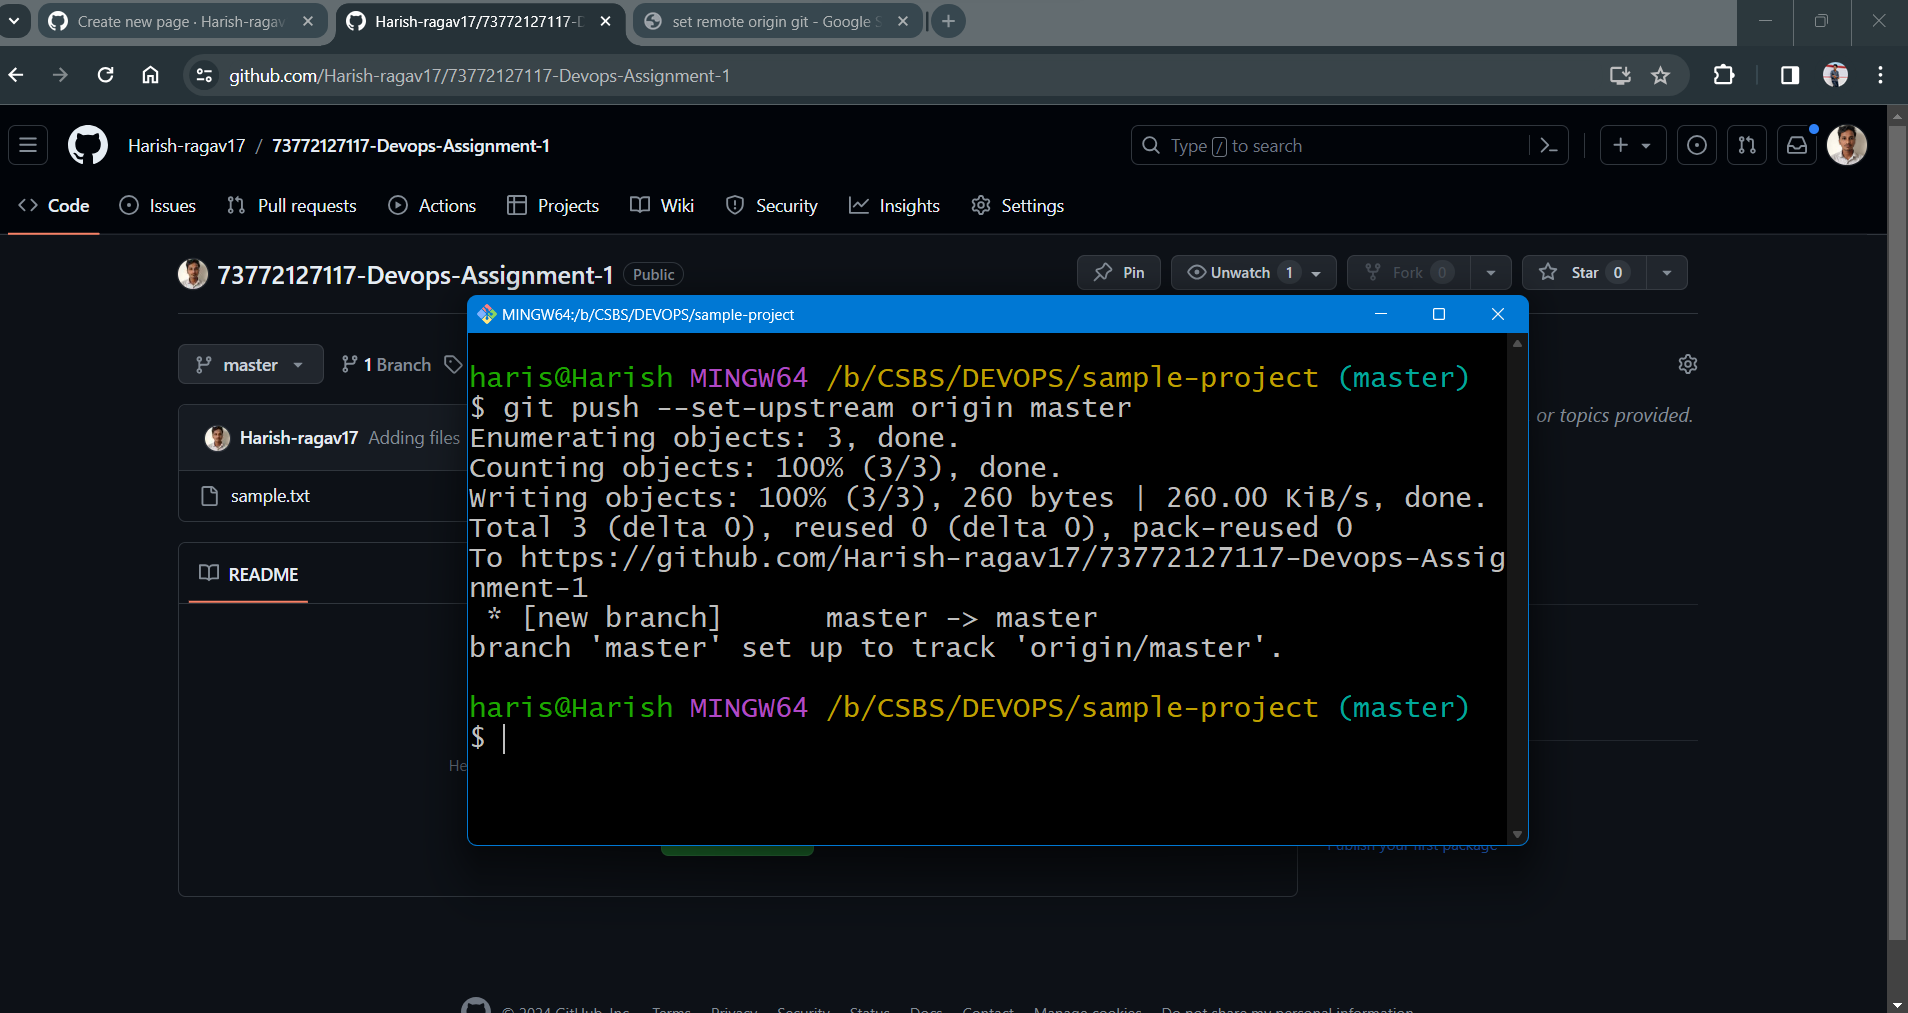 Create new page · Harish-ragav
Harish-ragav17/73772127117-D
set remote origin git - Google S
github.com/Harish-ragav17/73772127117-Devops-Assignment-1
Harish-ragav17 / 73772127117-Devops-Assignment-1
Type / to search
Code Issues Pull requests Actions Projects Wiki Security Insights Settings
73772127117-Devops-Assignment-1 Public
Pin Unwatch 1 Fork 0 Star 0
MINGW64:/b/CSBS/DEVOPS/sample-project
master 1 Branch
haris@Harish MINGW64 /b/CSBS/DEVOPS/sample-project (master)
$ git push --set-upstream origin master
or topics provided.
Harish-ragav17 Adding files
Enumerating objects: 3, done.
Counting objects: 100% (3/3), done.
sample.txt
Writing objects: 100% (3/3), 260 bytes | 260.00 KiB/s, done.
Total 3 (delta 0), reused 0 (delta 0), pack-reused 0
To https://github.com/Harish-ragav17/73772127117-Devops-Assig
nment-1
README
* [new branch] master -> master
branch 'master' set up to track 'origin/master'.
haris@Harish MINGW64 /b/CSBS/DEVOPS/sample-project (master)
$
He
Publish your first package
© 2024 GitHub, Inc. Terms Privacy Security Status Docs Contact Manage cookies Do not share my personal information